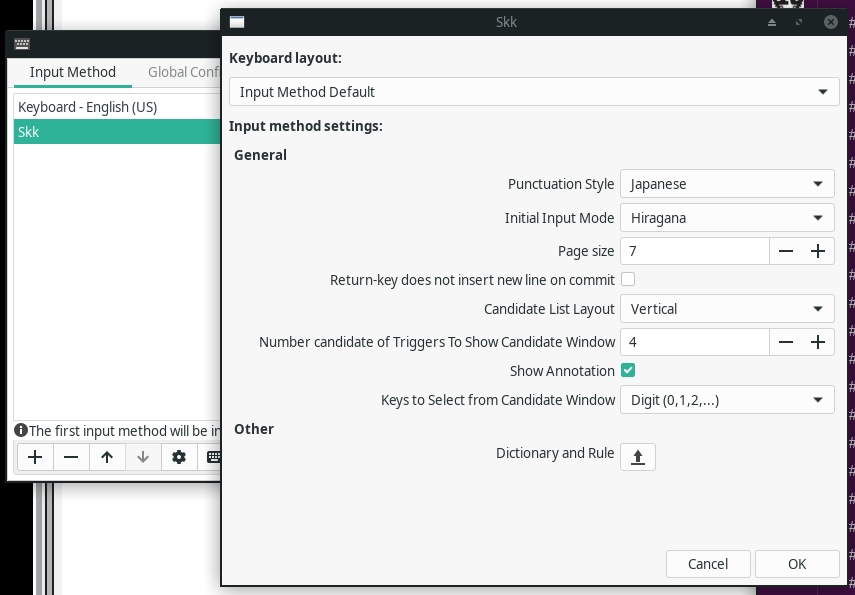 Skk
Input Method
Global Conf
Keyboard - English (US)
Skk
The first input method will be in
Keyboard layout:
Input Method Default
Input method settings:
General
Punctuation Style Japanese
Initial Input Mode Hiragana
Page size 7
Return-key does not insert new line on commit
Candidate List Layout Vertical
Number candidate of Triggers To Show Candidate Window 4
Show Annotation
Keys to Select from Candidate Window Digit (0,1,2,...)
Other
Dictionary and Rule
Cancel OK